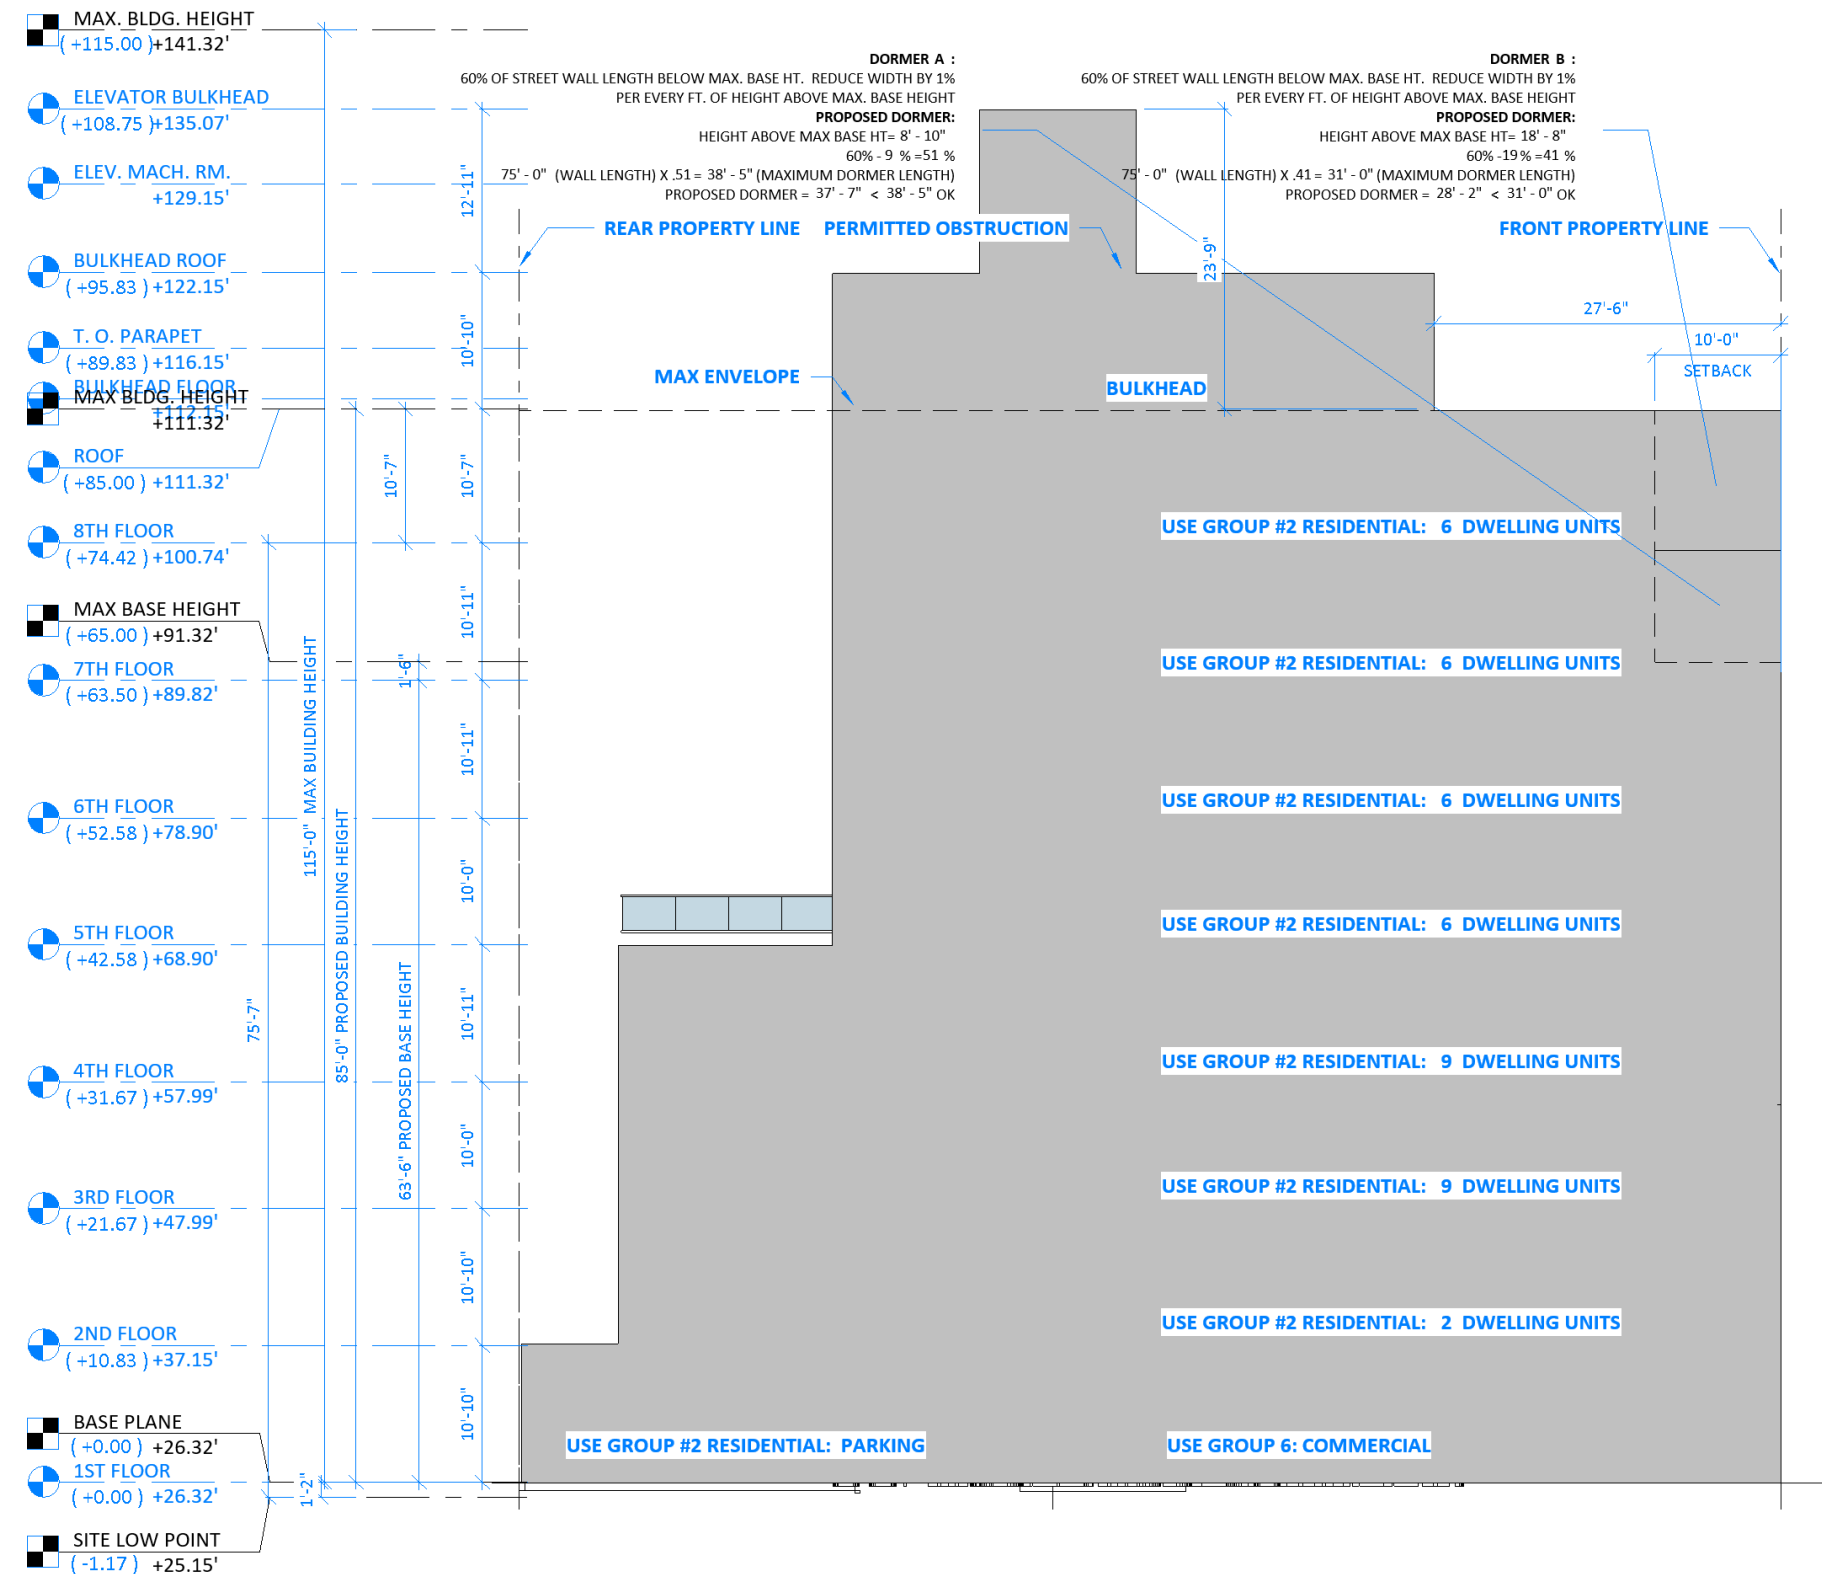 MAX. BLDG. HEIGHT
( +115.00 ) +141.32'
ELEVATOR BULKHEAD
( +108.75 ) +135.07'
ELEV. MACH. RM.
+129.15'
BULKHEAD ROOF
( +95.83 ) +122.15'
T. O. PARAPET
( +89.83 ) +116.15'
BULKHEAD FLOOR
+112.15'
MAX BLDG. HEIGHT
+111.32'
ROOF
( +85.00 ) +111.32'
8TH FLOOR
( +74.42 ) +100.74'
MAX BASE HEIGHT
( +65.00 ) +91.32'
7TH FLOOR
( +63.50 ) +89.82'
6TH FLOOR
( +52.58 ) +78.90'
5TH FLOOR
( +42.58 ) +68.90'
4TH FLOOR
( +31.67 ) +57.99'
3RD FLOOR
( +21.67 ) +47.99'
2ND FLOOR
( +10.83 ) +37.15'
BASE PLANE
( +0.00 ) +26.32'
1ST FLOOR
( +0.00 ) +26.32'
SITE LOW POINT
( -1.17 ) +25.15'
75'-7"
1'-2"
115'-0" MAX BUILDING HEIGHT
85'-0" PROPOSED BUILDING HEIGHT
63'-6" PROPOSED BASE HEIGHT
10'-7"
1'-6"
12'-11"
10'-10"
10'-7"
10'-11"
10'-11"
10'-0"
10'-11"
10'-0"
10'-10"
10'-10"
DORMER A :
60% OF STREET WALL LENGTH BELOW MAX. BASE HT. REDUCE WIDTH BY 1%
PER EVERY FT. OF HEIGHT ABOVE MAX. BASE HEIGHT
PROPOSED DORMER:
HEIGHT ABOVE MAX BASE HT= 8' - 10"
60% - 9 % =51 %
75' - 0" (WALL LENGTH) X .51 = 38' - 5" (MAXIMUM DORMER LENGTH)
PROPOSED DORMER = 37' - 7" < 38' - 5" OK
DORMER B :
60% OF STREET WALL LENGTH BELOW MAX. BASE HT. REDUCE WIDTH BY 1%
PER EVERY FT. OF HEIGHT ABOVE MAX. BASE HEIGHT
PROPOSED DORMER:
HEIGHT ABOVE MAX BASE HT= 18' - 8"
60% -19 % =41 %
75' - 0" (WALL LENGTH) X .41 = 31' - 0" (MAXIMUM DORMER LENGTH)
PROPOSED DORMER = 28' - 2" < 31' - 0" OK
REAR PROPERTY LINE
PERMITTED OBSTRUCTION
FRONT PROPERTY LINE
23'-9"
27'-6"
10'-0"
SETBACK
MAX ENVELOPE
BULKHEAD
USE GROUP #2 RESIDENTIAL: 6 DWELLING UNITS
USE GROUP #2 RESIDENTIAL: 6 DWELLING UNITS
USE GROUP #2 RESIDENTIAL: 6 DWELLING UNITS
USE GROUP #2 RESIDENTIAL: 6 DWELLING UNITS
USE GROUP #2 RESIDENTIAL: 9 DWELLING UNITS
USE GROUP #2 RESIDENTIAL: 9 DWELLING UNITS
USE GROUP #2 RESIDENTIAL: 2 DWELLING UNITS
USE GROUP #2 RESIDENTIAL: PARKING
USE GROUP 6: COMMERCIAL